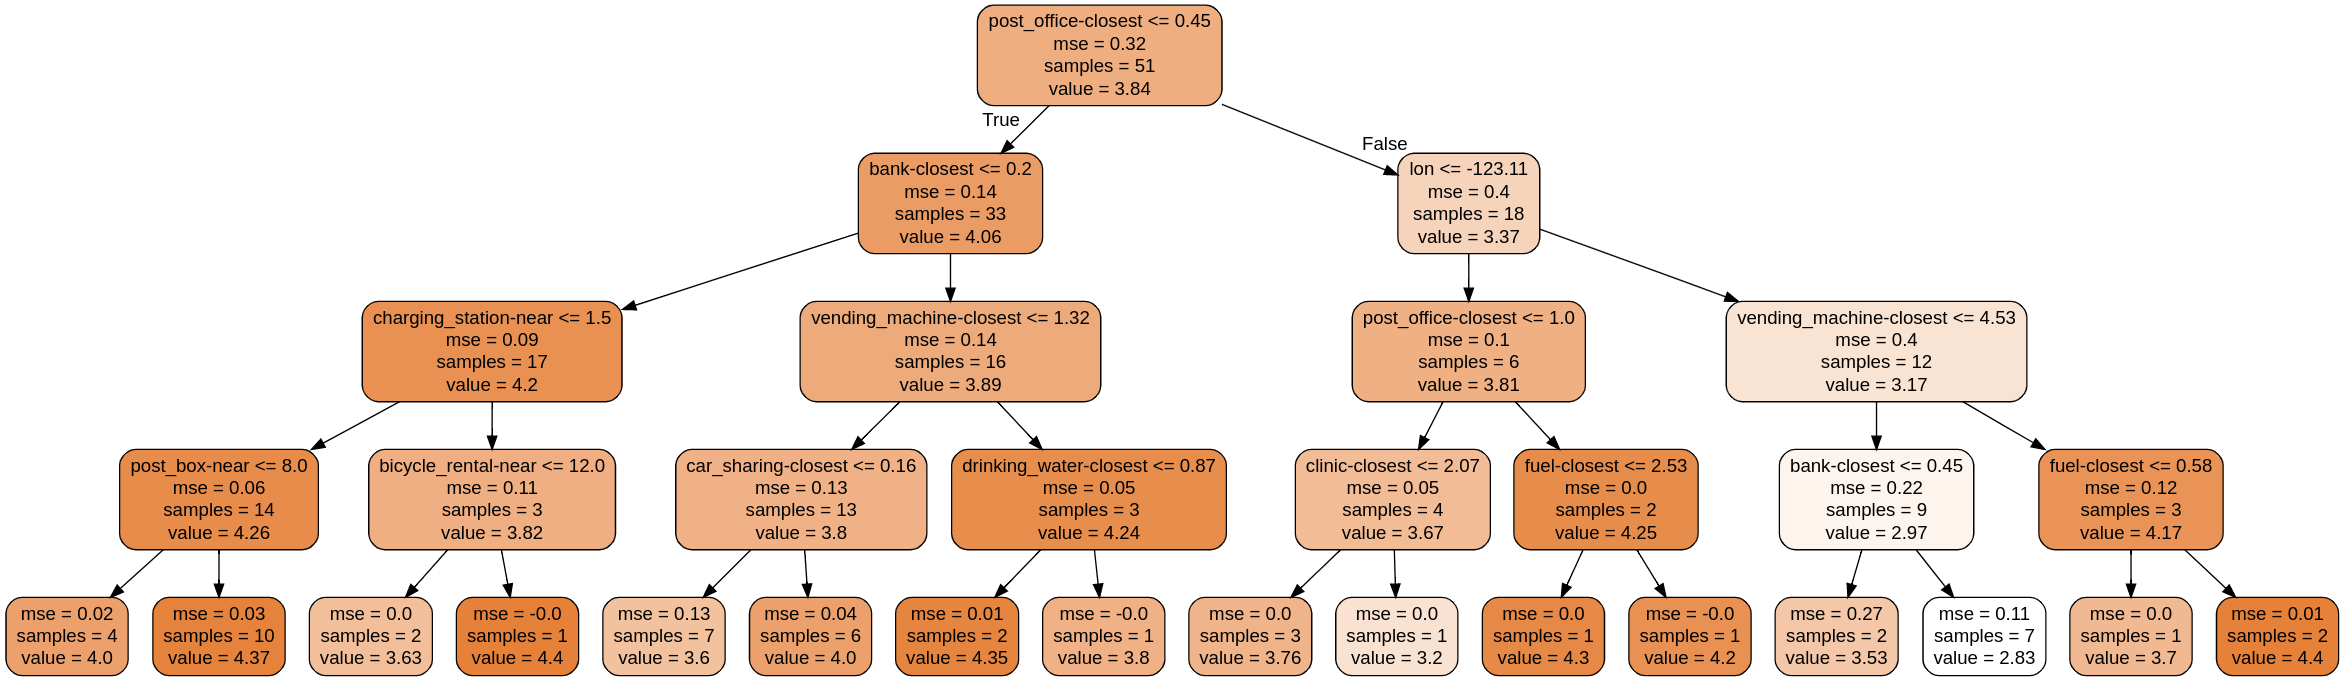 post_office-closest <= 0.45
mse = 0.32
samples = 51
value = 3.84
True
False
bank-closest <= 0.2
mse = 0.14
samples = 33
value = 4.06
lon <= -123.11
mse = 0.4
samples = 18
value = 3.37
charging_station-near <= 1.5
mse = 0.09
samples = 17
value = 4.2
vending_machine-closest <= 1.32
mse = 0.14
samples = 16
value = 3.89
post_office-closest <= 1.0
mse = 0.1
samples = 6
value = 3.81
vending_machine-closest <= 4.53
mse = 0.4
samples = 12
value = 3.17
post_box-near <= 8.0
mse = 0.06
samples = 14
value = 4.26
bicycle_rental-near <= 12.0
mse = 0.11
samples = 3
value = 3.82
car_sharing-closest <= 0.16
mse = 0.13
samples = 13
value = 3.8
drinking_water-closest <= 0.87
mse = 0.05
samples = 3
value = 4.24
clinic-closest <= 2.07
mse = 0.05
samples = 4
value = 3.67
fuel-closest <= 2.53
mse = 0.0
samples = 2
value = 4.25
bank-closest <= 0.45
mse = 0.22
samples = 9
value = 2.97
fuel-closest <= 0.58
mse = 0.12
samples = 3
value = 4.17
mse = 0.02
samples = 4
value = 4.0
mse = 0.03
samples = 10
value = 4.37
mse = 0.0
samples = 2
value = 3.63
mse = -0.0
samples = 1
value = 4.4
mse = 0.13
samples = 7
value = 3.6
mse = 0.04
samples = 6
value = 4.0
mse = 0.01
samples = 2
value = 4.35
mse = -0.0
samples = 1
value = 3.8
mse = 0.0
samples = 3
value = 3.76
mse = 0.0
samples = 1
value = 3.2
mse = 0.0
samples = 1
value = 4.3
mse = -0.0
samples = 1
value = 4.2
mse = 0.27
samples = 2
value = 3.53
mse = 0.11
samples = 7
value = 2.83
mse = 0.0
samples = 1
value = 3.7
mse = 0.01
samples = 2
value = 4.4